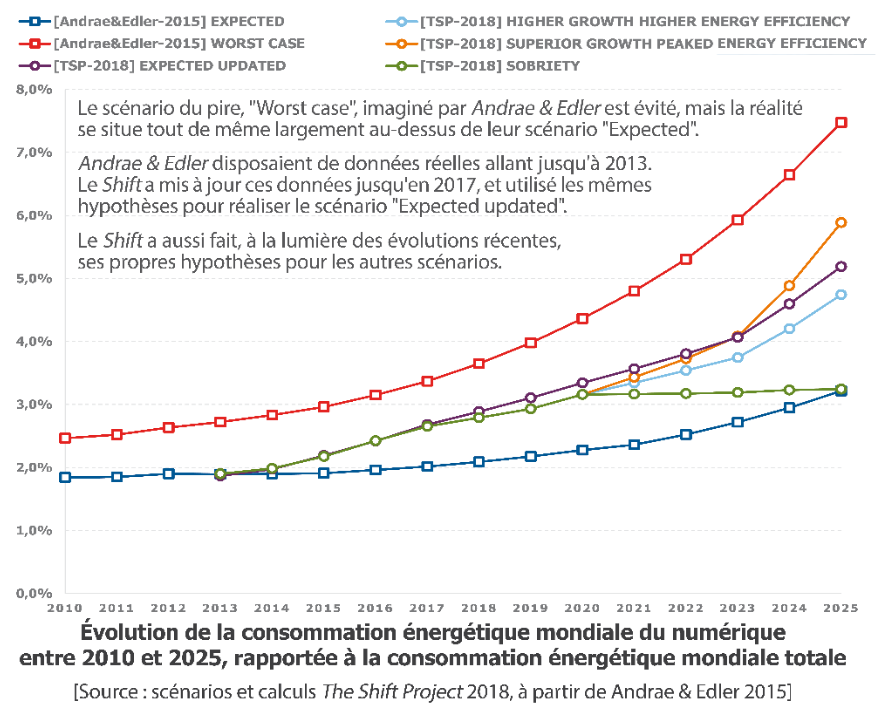 [Andrae&Edler-2015] EXPECTED
[Andrae&Edler-2015] WORST CASE
[TSP-2018] EXPECTED UPDATED
[TSP-2018] HIGHER GROWTH HIGHER ENERGY EFFICIENCY
[TSP-2018] SUPERIOR GROWTH PEAKED ENERGY EFFICIENCY
[TSP-2018] SOBRIETY
8,0%
7,0%
6,0%
5,0%
4,0%
3,0%
2,0%
1,0%
0,0%
Le scénario du pire, "Worst case", imaginé par Andrae & Edler est évité, mais la réalité
se situe tout de même largement au-dessus de leur scénario "Expected".
Andrae & Edler disposaient de données réelles allant jusqu'à 2013.
Le Shift a mis à jour ces données jusqu'en 2017, et utilisé les mêmes
hypothèses pour réaliser le scénario "Expected updated".
Le Shift a aussi fait, à la lumière des évolutions récentes,
ses propres hypothèses pour les autres scénarios.
2010 2011 2012 2013 2014 2015 2016 2017 2018 2019 2020 2021 2022 2023 2024 2025
Évolution de la consommation énergétique mondiale du numérique
entre 2010 et 2025, rapportée à la consommation énergétique mondiale totale
[Source : scénarios et calculs The Shift Project 2018, à partir de Andrae & Edler 2015]